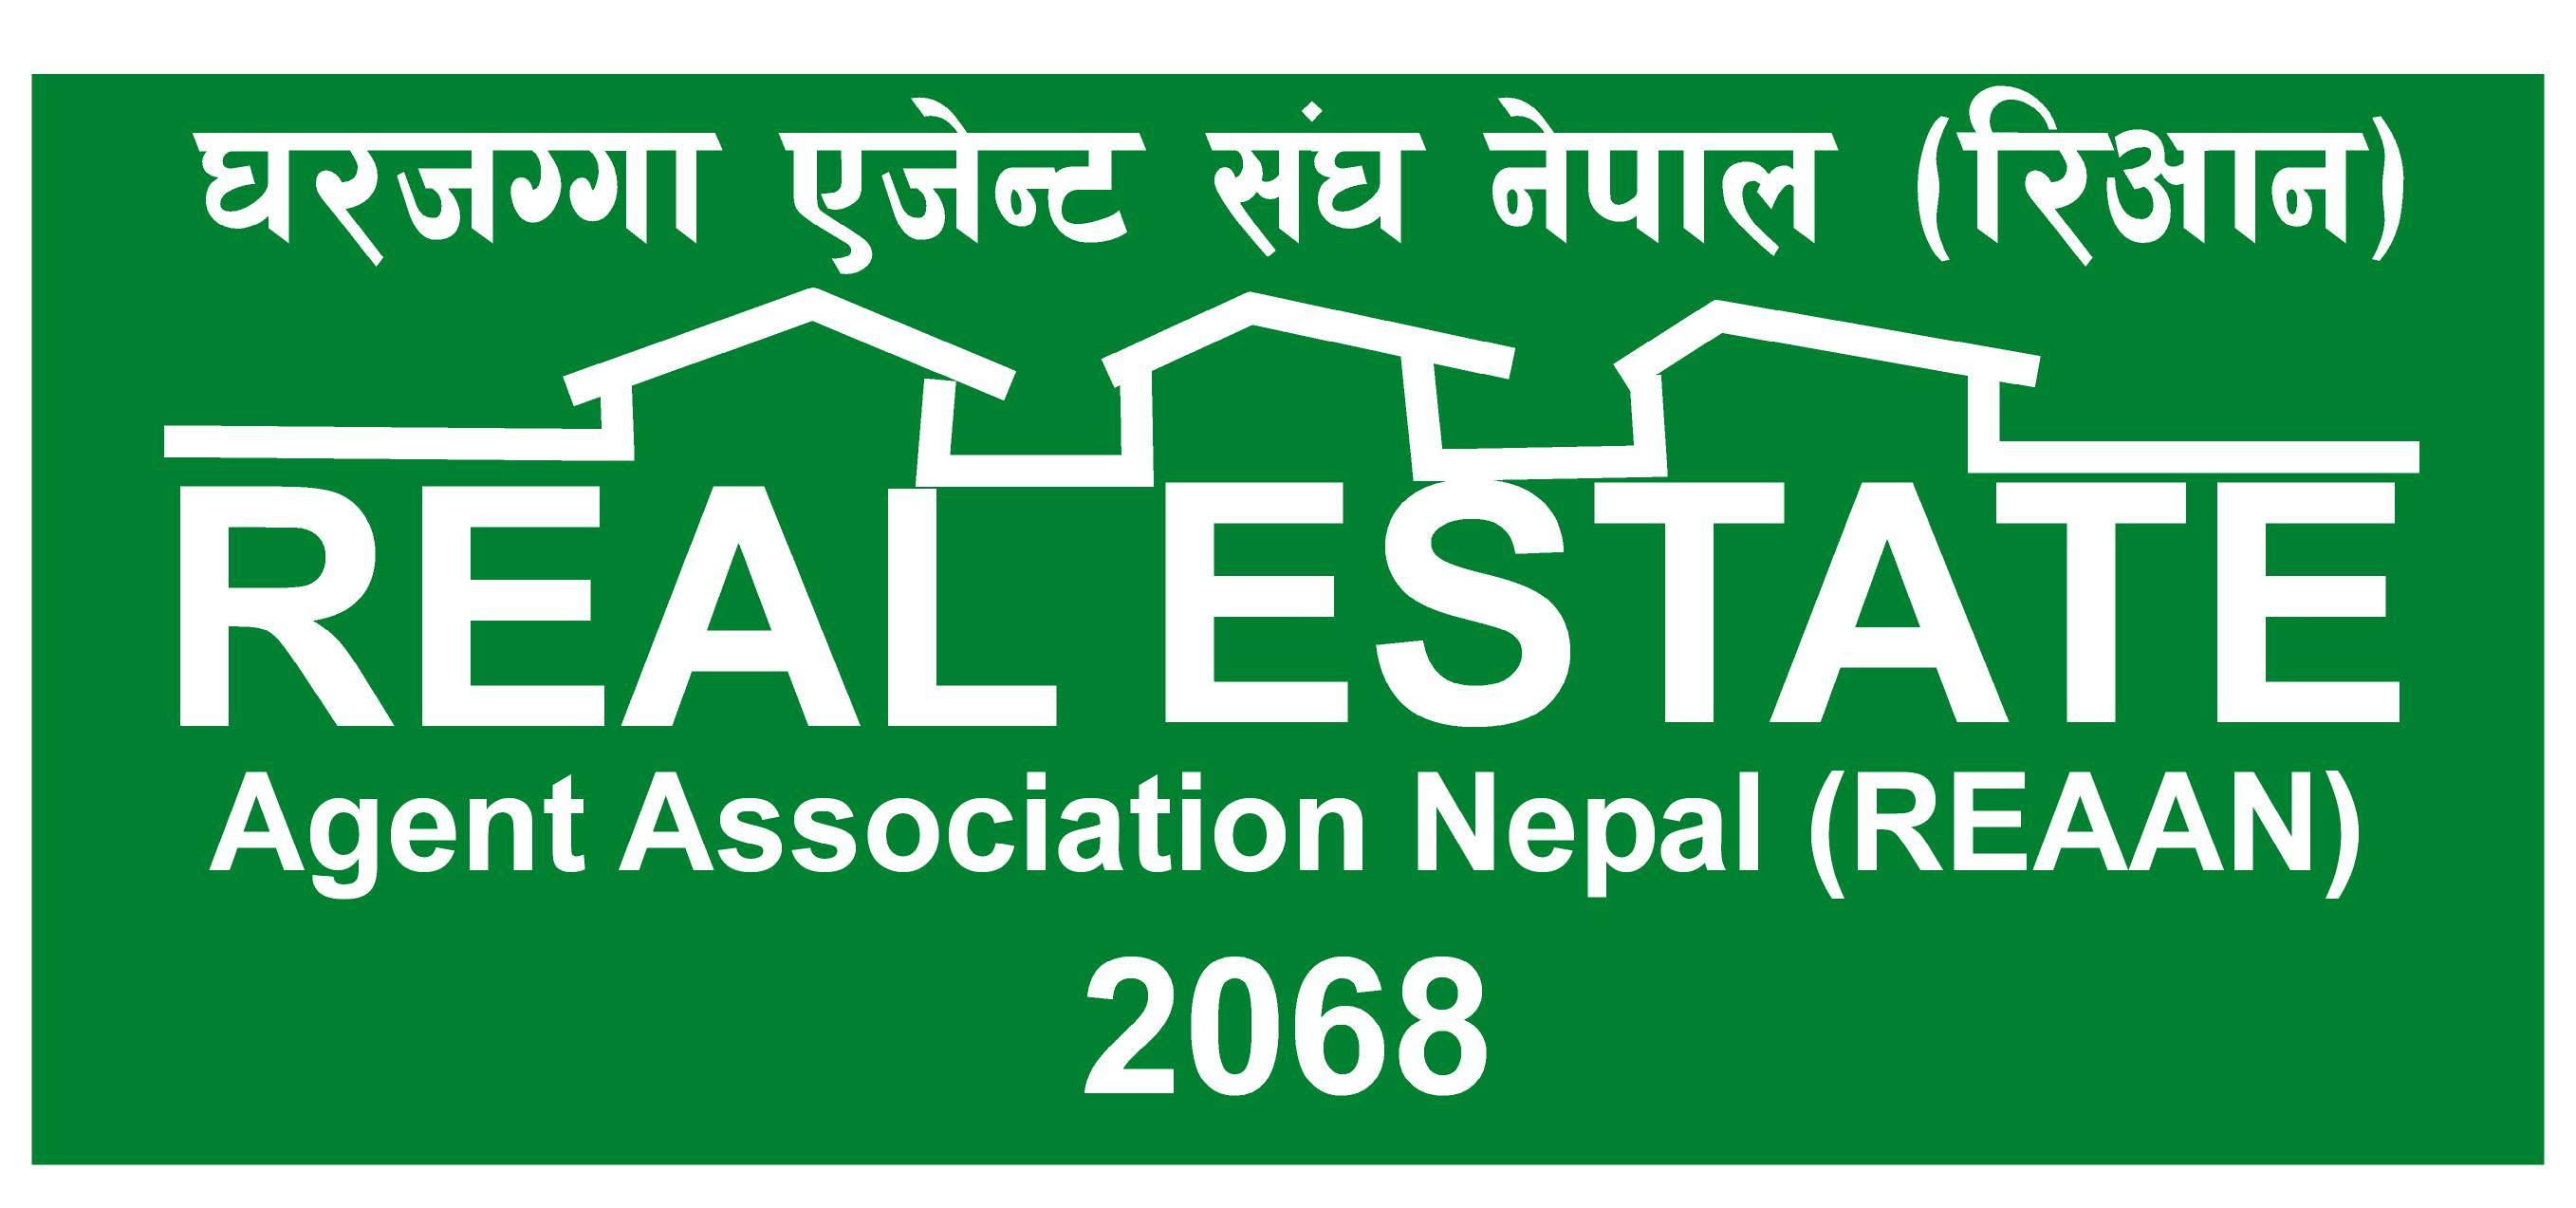 घरजग्गा एजेन्ट संघ नेपाल (रिआन)
REAL ESTATE
Agent Association Nepal (REAAN)
2068